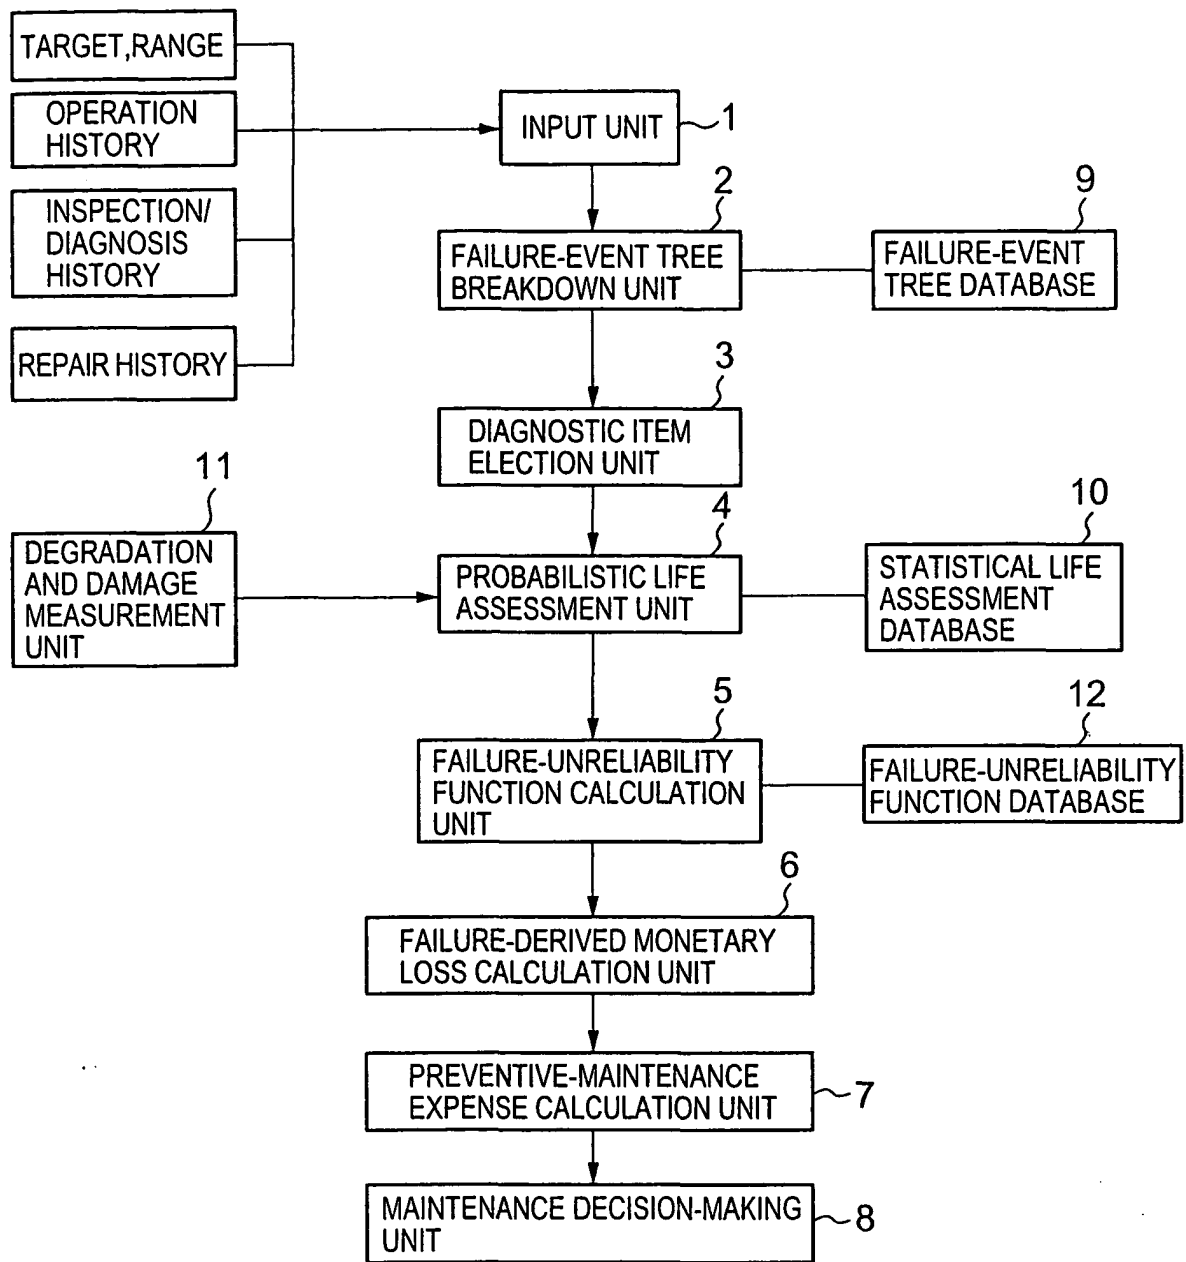 TARGET,RANGE
OPERATION
HISTORY
INSPECTION/
DIAGNOSIS
HISTORY
REPAIR HISTORY
INPUT UNIT
1
2
FAILURE-EVENT TREE
BREAKDOWN UNIT
9
FAILURE-EVENT
TREE DATABASE
3
DIAGNOSTIC ITEM
ELECTION UNIT
11
DEGRADATION
AND DAMAGE
MEASUREMENT
UNIT
4
PROBABILISTIC LIFE
ASSESSMENT UNIT
10
STATISTICAL LIFE
ASSESSMENT
DATABASE
5
FAILURE-UNRELIABILITY
FUNCTION CALCULATION
UNIT
12
FAILURE-UNRELIABILITY
FUNCTION DATABASE
6
FAILURE-DERIVED MONETARY
LOSS CALCULATION UNIT
PREVENTIVE-MAINTENANCE
EXPENSE CALCULATION UNIT
7
MAINTENANCE DECISION-MAKING
UNIT
8